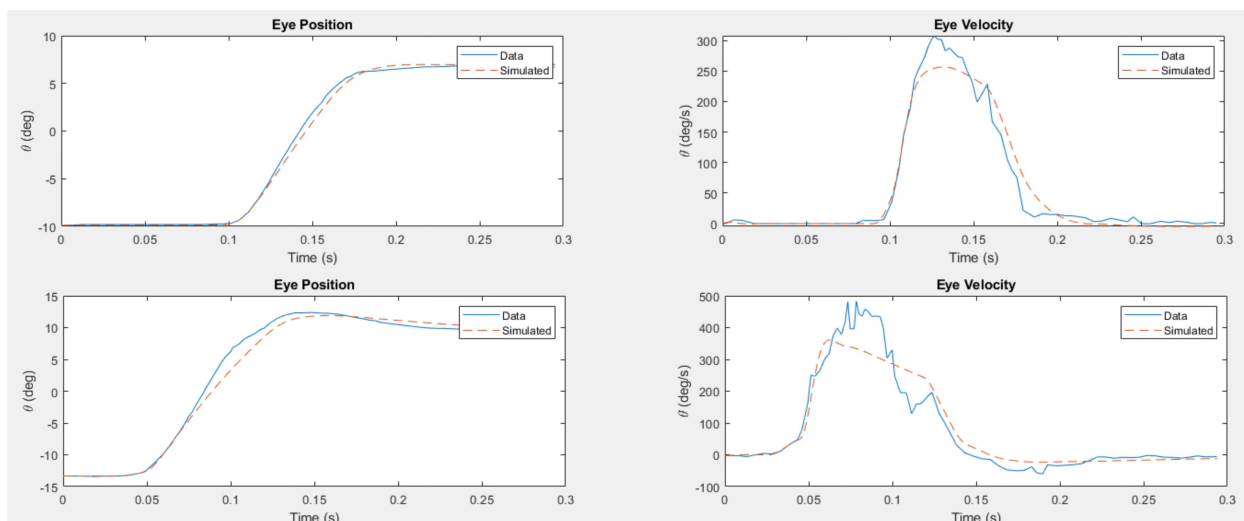 Eye Position
10
5
0
-5
-10
θ (deg)
0 0.05 0.1 0.15 0.2 0.25 0.3
Time (s)
Data
Simulated
Eye Velocity
300
250
200
150
100
50
0
θ (deg/s)
0 0.05 0.1 0.15 0.2 0.25 0.3
Time (s)
Data
Simulated
Eye Position
15
10
5
0
-5
-10
-15
θ (deg)
0 0.05 0.1 0.15 0.2 0.25 0.3
Time (s)
Data
Simulated
Eye Velocity
500
400
300
200
100
0
-100
θ (deg/s)
0 0.05 0.1 0.15 0.2 0.25 0.3
Time (s)
Data
Simulated